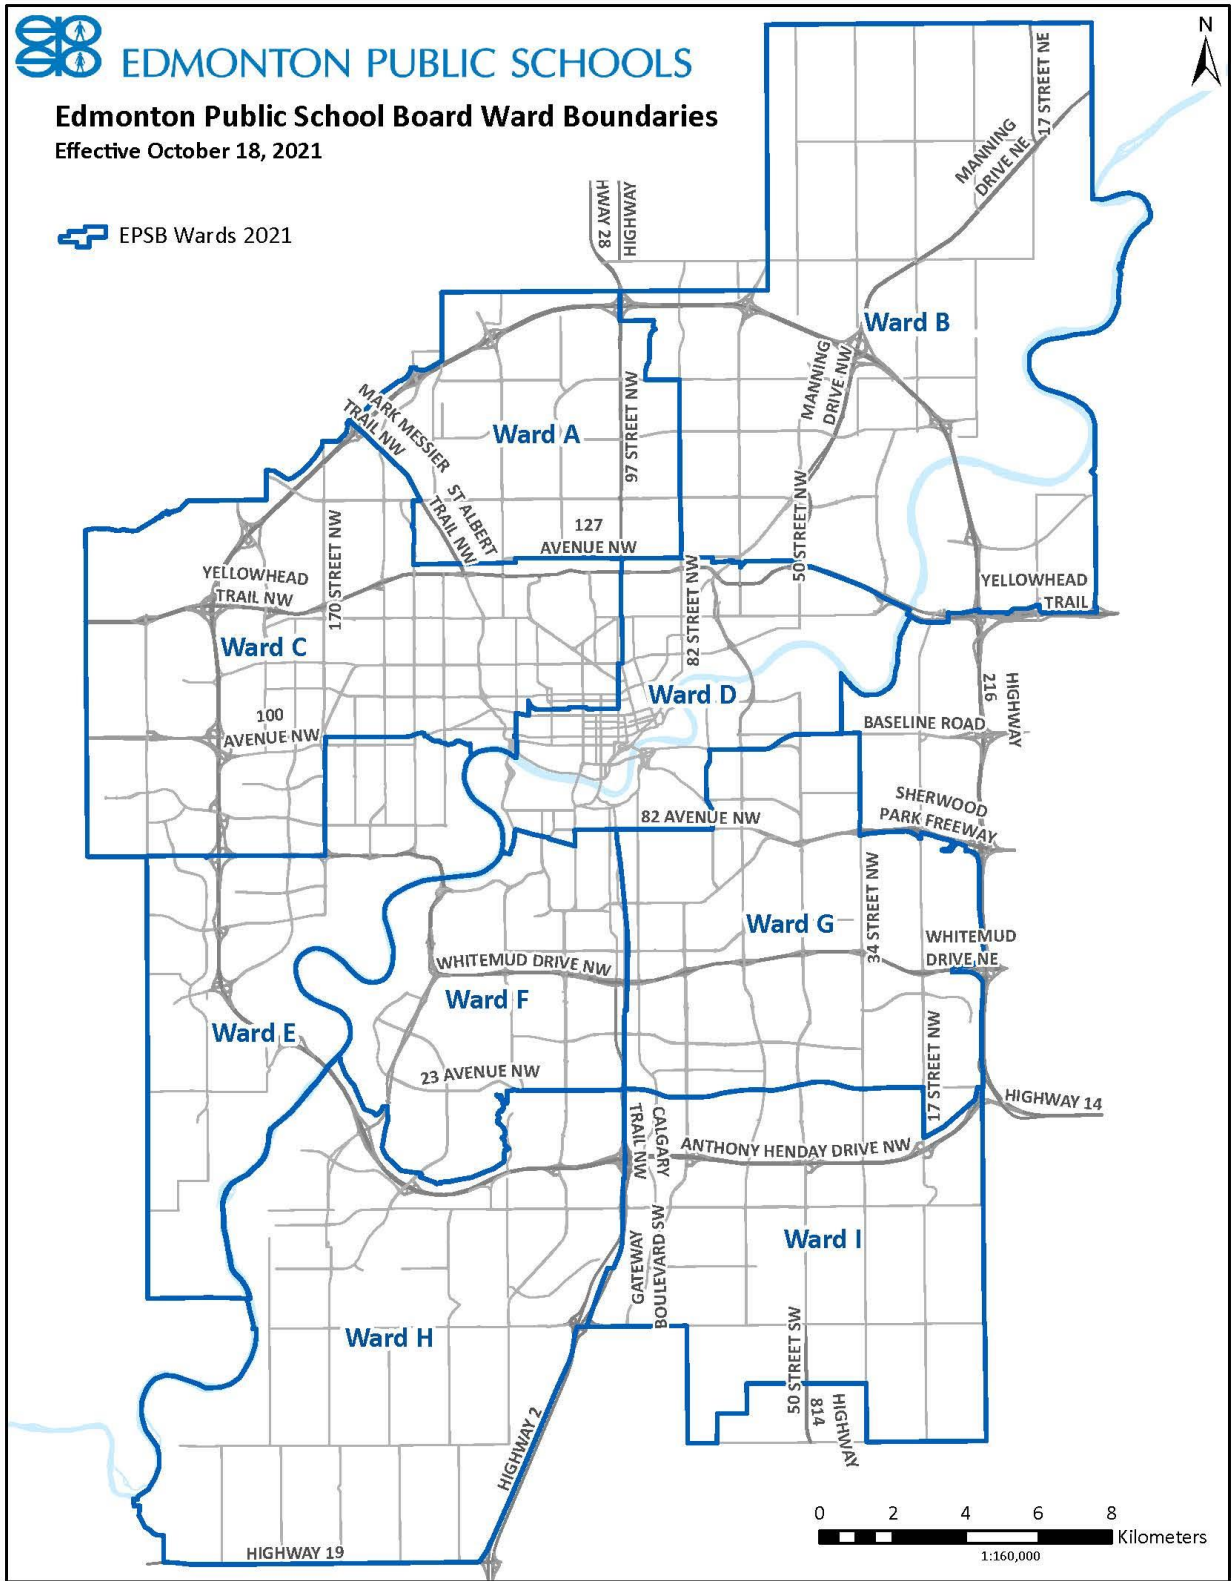 EDMONTON PUBLIC SCHOOLS
Edmonton Public School Board Ward Boundaries
Effective October 18, 2021
EPSB Wards 2021
N
17 STREET NE
MANNING
DRIVE NE
HWAY 28
HIGHWAY
Ward B
MANNING
DRIVE NW
MARK MESSIER
TRAIL NW
Ward A
97 STREET NW
ST ALBERT
TRAIL NW
127
AVENUE NW
50 STREET NW
170 STREET NW
YELLOWHEAD
TRAIL NW
YELLOWHEAD
TRAIL
82 STREET NW
Ward C
Ward D
216
HIGHWAY
100
AVENUE NW
BASELINE ROAD
SHERWOOD
PARK FREEWAY
82 AVENUE NW
34 STREET NW
Ward G
WHITEMUD
DRIVE NE
WHITEMUD DRIVE NW
Ward F
Ward E
17 STREET NW
23 AVENUE NW
HIGHWAY 14
TRAIL NW
CALGARY
ANTHONY HENDAY DRIVE NW
GATEWAY
BOULEVARD SW
Ward I
Ward H
50 STREET SW
814
HIGHWAY
HIGHWAY 2
HIGHWAY 19
0 2 4 6 8
Kilometers
1:160,000